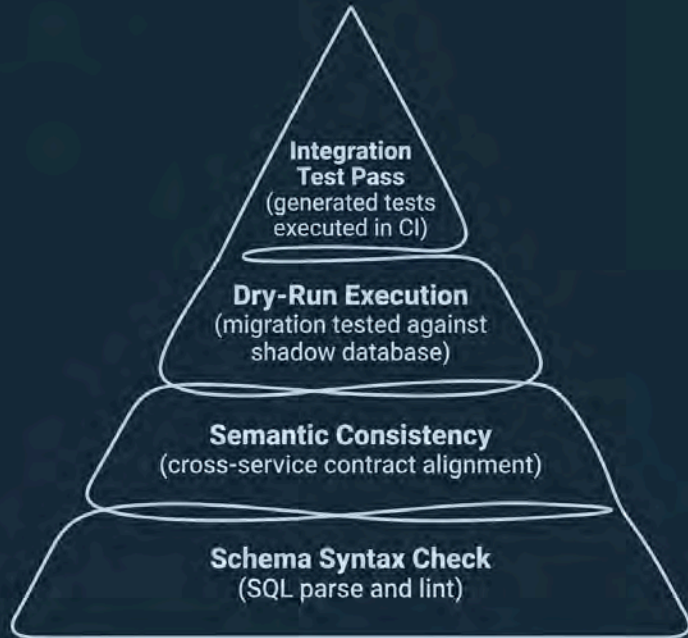 Integration
Test Pass
(generated tests
executed in CI)
Dry-Run Execution
(migration tested against
shadow database)
Semantic Consistency
(cross-service contract alignment)
Schema Syntax Check
(SQL parse and lint)